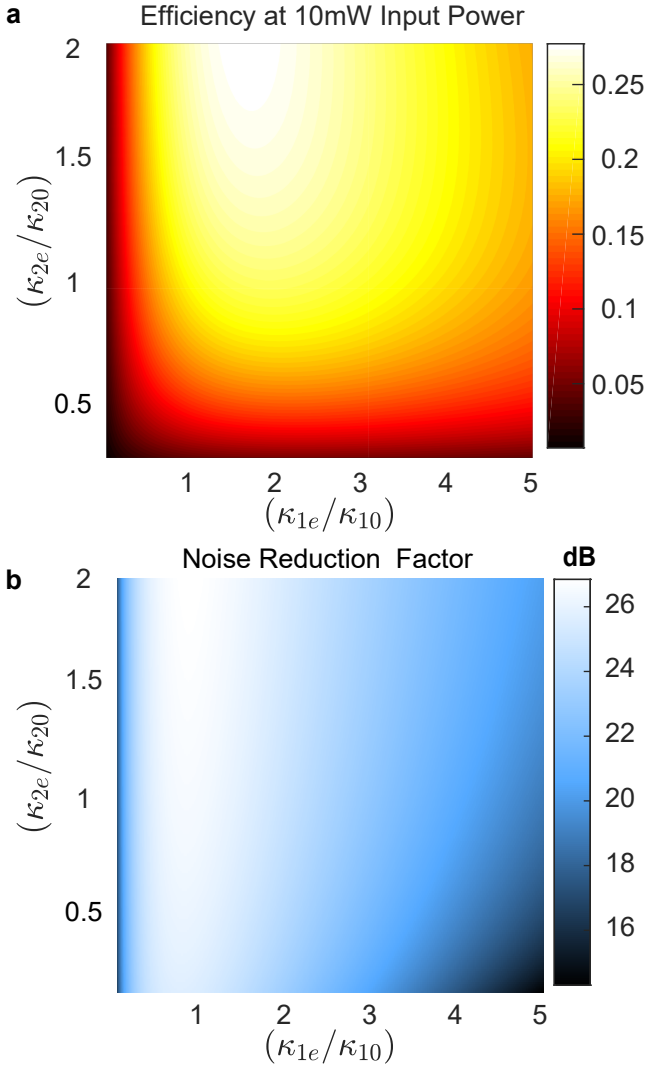 a
Efficiency at 10mW Input Power
2
1.5
1
0.5
(κ₂ₑ/κ₂₀)
0.25
0.2
0.15
0.1
0.05
1 2 3 4 5
(κ₁ₑ/κ₁₀)
b
Noise Reduction Factor
dB
2
1.5
1
0.5
(κ₂ₑ/κ₂₀)
26
24
22
20
18
16
1 2 3 4 5
(κ₁ₑ/κ₁₀)